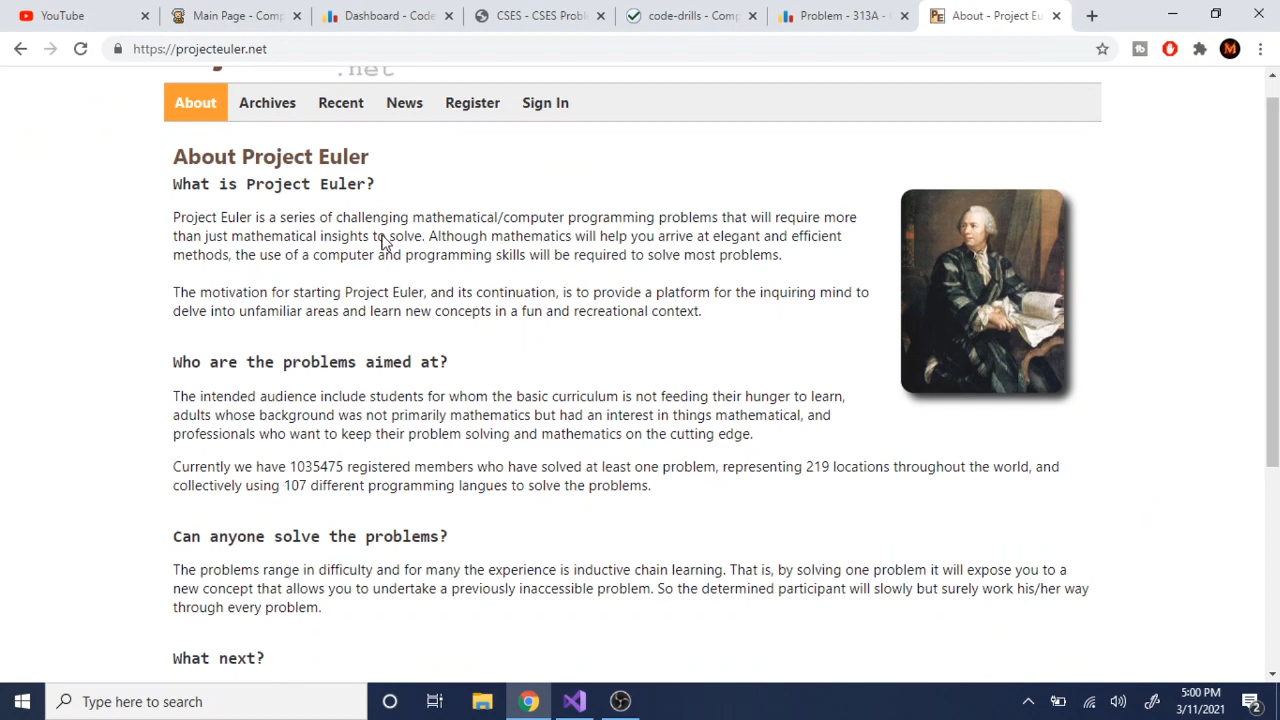 YouTube
Main Page - Comp
Dashboard - Code
CSES - CSES Probl
code-drills - Comp
Problem - 313A -
About - Project Eu
https://projecteuler.net
.net
About Archives Recent News Register Sign In
About Project Euler
What is Project Euler?
Project Euler is a series of challenging mathematical/computer programming problems that will require more
than just mathematical insights to solve. Although mathematics will help you arrive at elegant and efficient
methods, the use of a computer and programming skills will be required to solve most problems.
The motivation for starting Project Euler, and its continuation, is to provide a platform for the inquiring mind to
delve into unfamiliar areas and learn new concepts in a fun and recreational context.
Who are the problems aimed at?
The intended audience include students for whom the basic curriculum is not feeding their hunger to learn,
adults whose background was not primarily mathematics but had an interest in things mathematical, and
professionals who want to keep their problem solving and mathematics on the cutting edge.
Currently we have 1035475 registered members who have solved at least one problem, representing 219 locations throughout the world, and
collectively using 107 different programming langues to solve the problems.
Can anyone solve the problems?
The problems range in difficulty and for many the experience is inductive chain learning. That is, by solving one problem it will expose you to a
new concept that allows you to undertake a previously inaccessible problem. So the determined participant will slowly but surely work his/her way
through every problem.
What next?
Type here to search
5:00 PM
3/11/2021
2